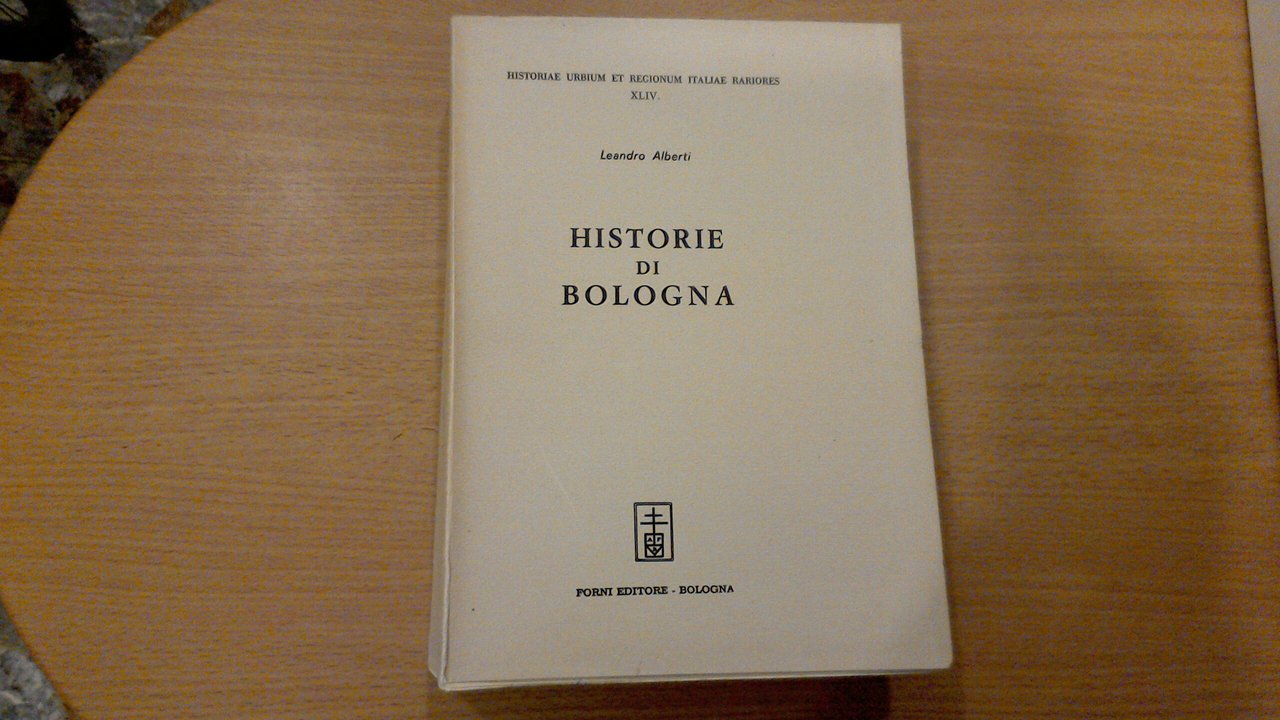 HISTORIAE URBIUM ET REGIONUM ITALIAE RARIORES
XLIV.
Leandro Alberti
HISTORIE
DI
BOLOGNA
FORNI EDITORE - BOLOGNA